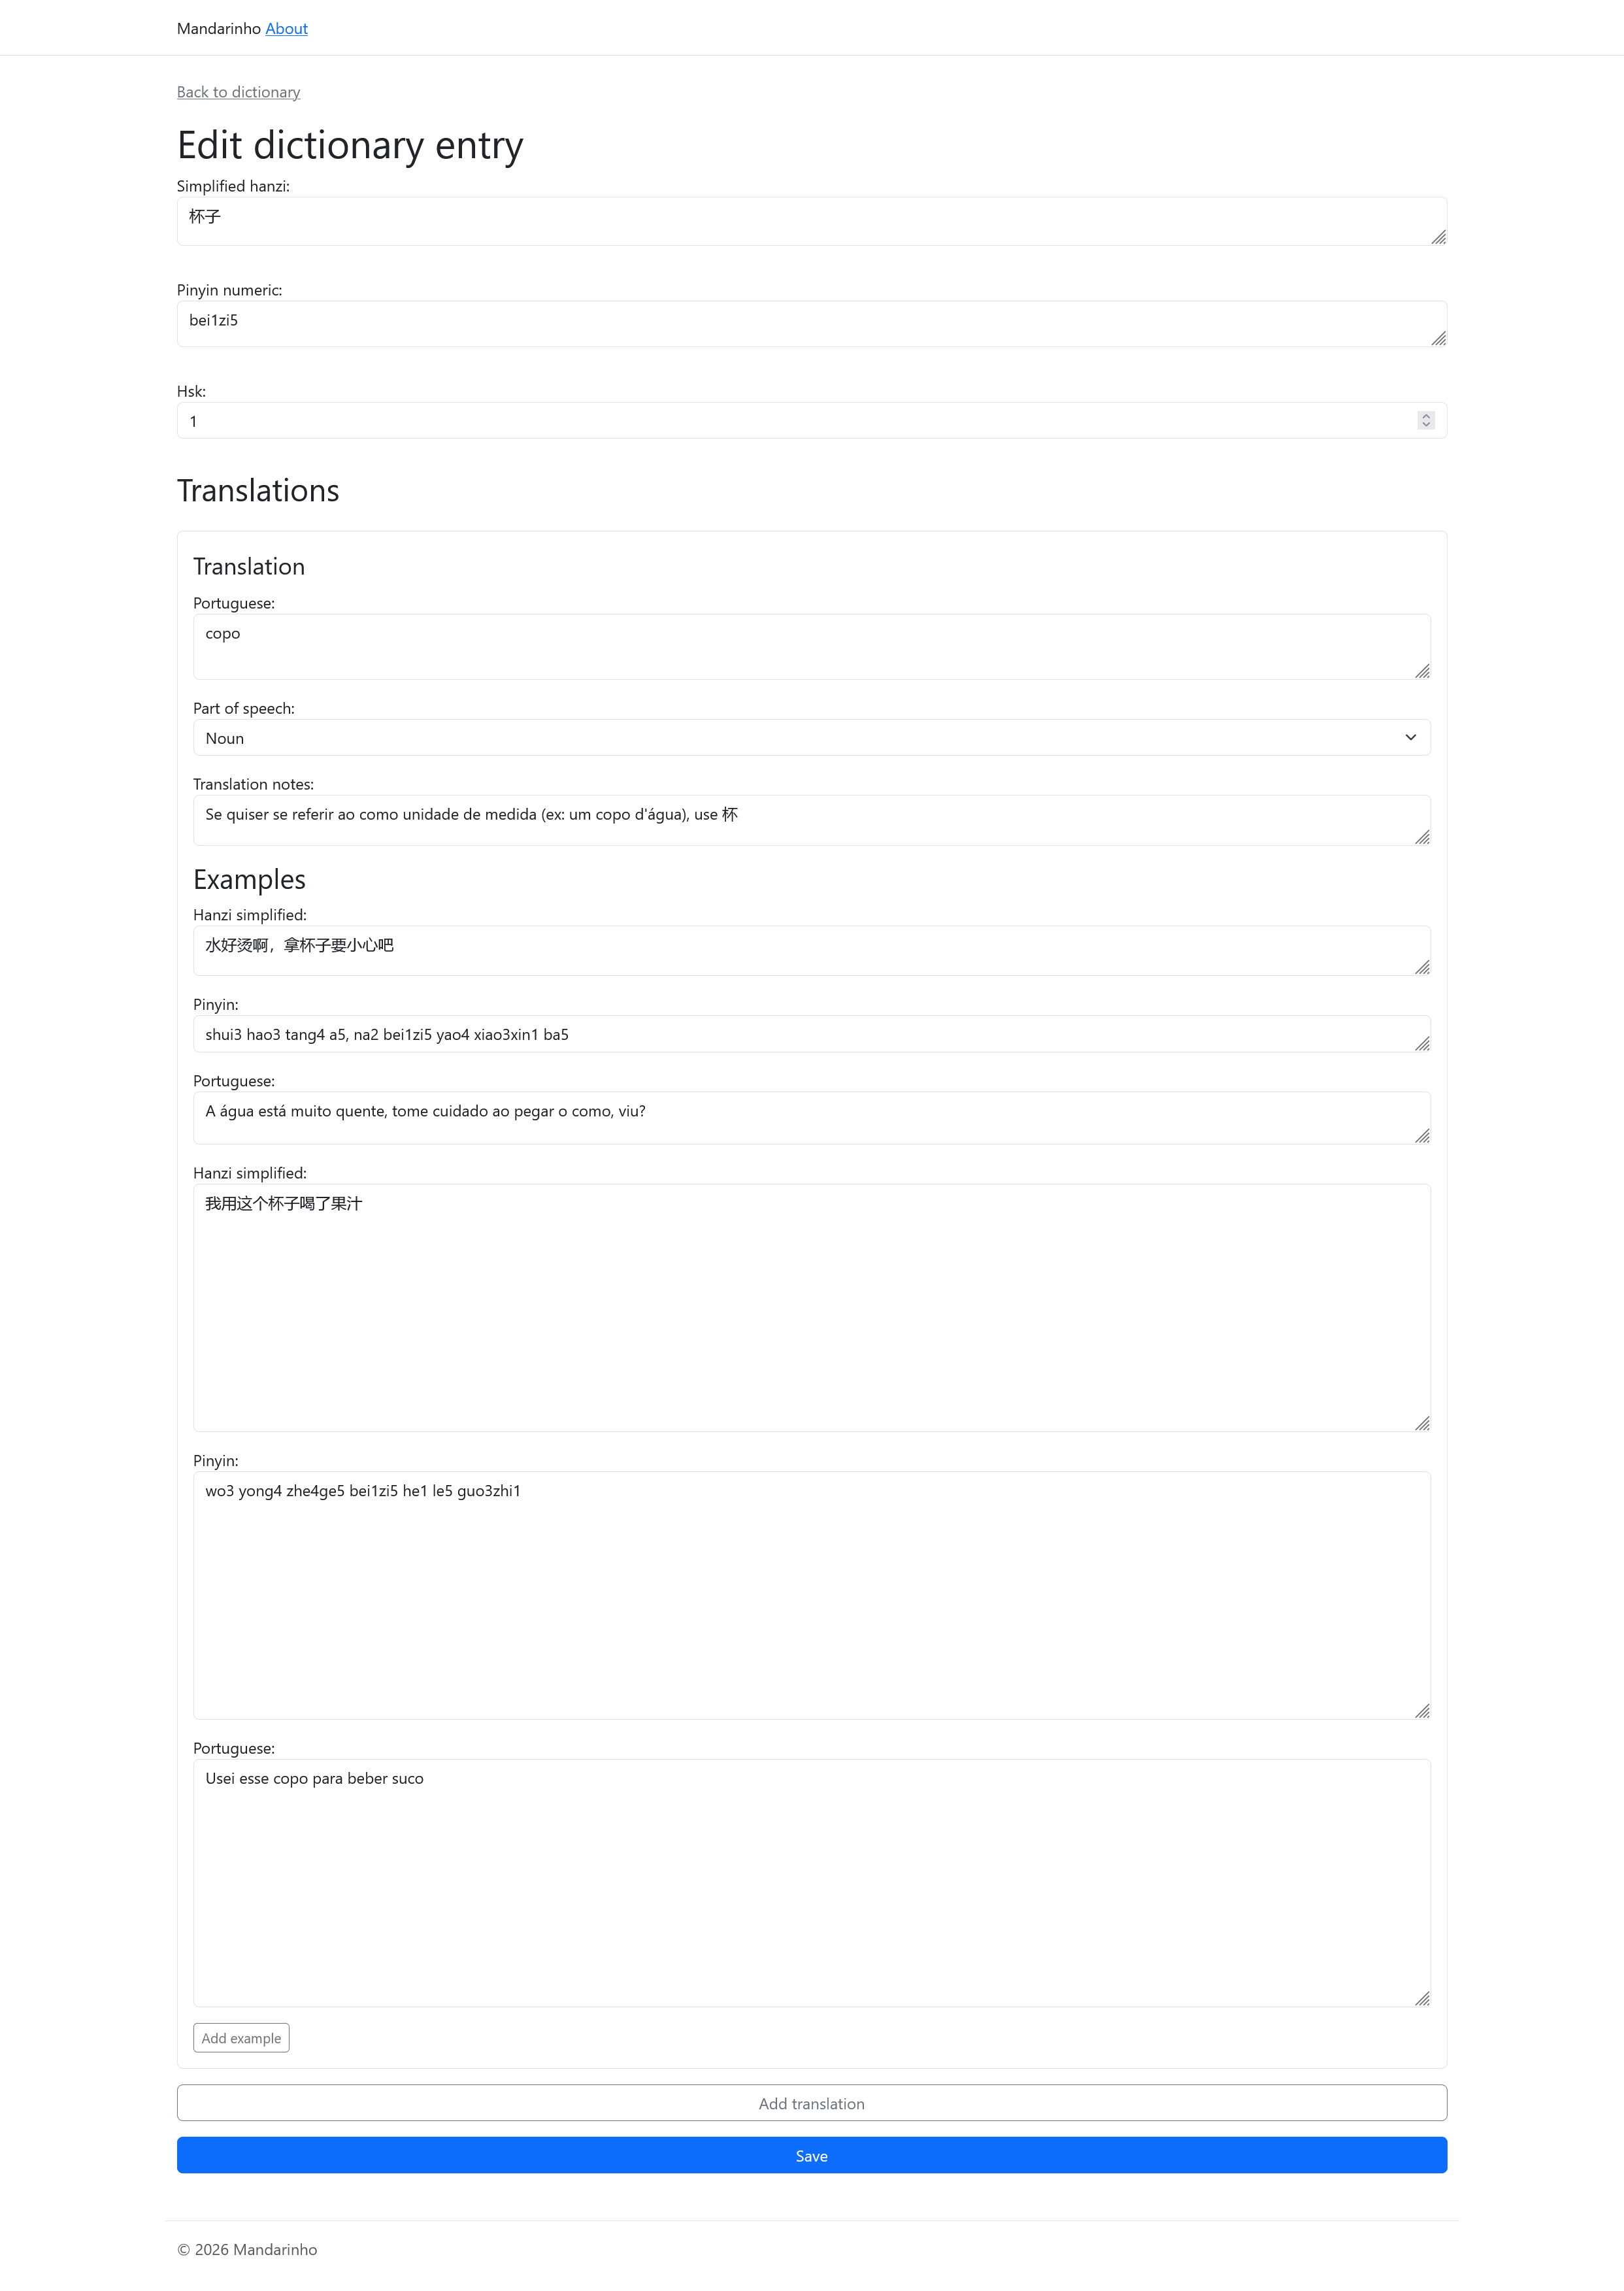 Mandarinho About
Back to dictionary
Edit dictionary entry
Simplified hanzi:
杯子
Pinyin numeric:
bei1zi5
Hsk:
1
Translations
Translation
Portuguese:
copo
Part of speech:
Noun
Translation notes:
Se quiser se referir ao como unidade de medida (ex: um copo d'água), use 杯
Examples
Hanzi simplified:
水好烫啊，拿杯子要小心吧
Pinyin:
shui3 hao3 tang4 a5, na2 bei1zi5 yao4 xiao3xin1 ba5
Portuguese:
A água está muito quente, tome cuidado ao pegar o como, viu?
Hanzi simplified:
我用这个杯子喝了果汁
Pinyin:
wo3 yong4 zhe4ge5 bei1zi5 he1 le5 guo3zhi1
Portuguese:
Usei esse copo para beber suco
Add example
Add translation
Save
© 2026 Mandarinho